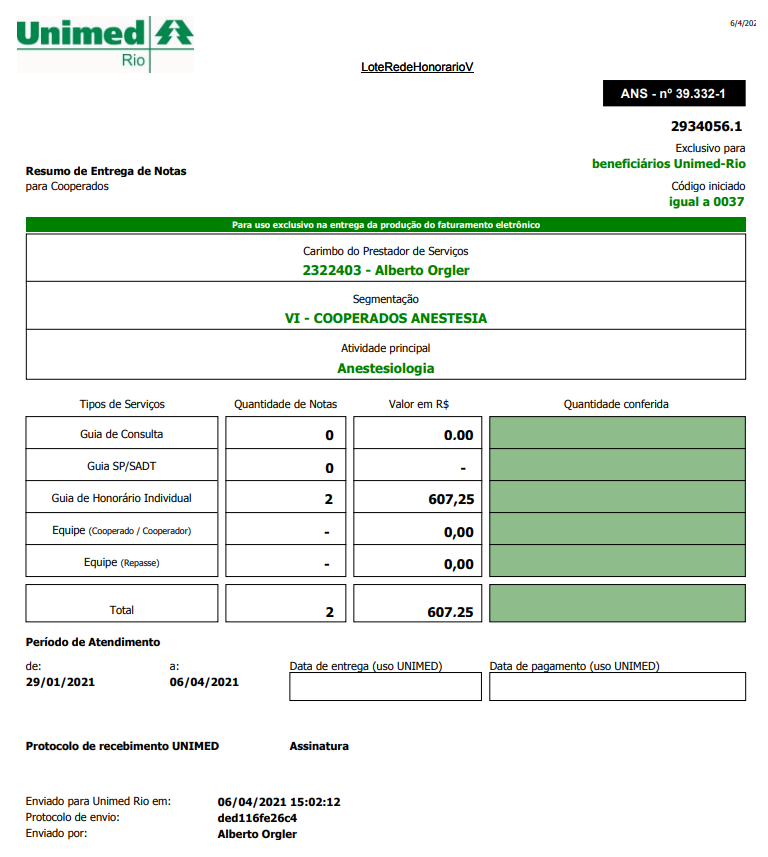 Unimed
Rio
6/4/202
LoteRedeHonorarioV
ANS - nº 39.332-1
2934056.1
Exclusivo para
beneficiários Unimed-Rio
Resumo de Entrega de Notas
para Cooperados
Código iniciado
igual a 0037
Para uso exclusivo na entrega da produção do faturamento eletrônico
Carimbo do Prestador de Serviços
2322403 - Alberto Orgler
Segmentação
VI - COOPERADOS ANESTESIA
Atividade principal
Anestesiologia
Tipos de Serviços Quantidade de Notas Valor em R$ Quantidade conferida
Guia de Consulta 0 0.00
Guia SP/SADT 0 -
Guia de Honorário Individual 2 607,25
Equipe (Cooperado / Cooperador) - 0,00
Equipe (Repasse) - 0,00
Total 2 607.25
Período de Atendimento
de: a: Data de entrega (uso UNIMED) Data de pagamento (uso UNIMED)
29/01/2021 06/04/2021
Protocolo de recebimento UNIMED Assinatura
Enviado para Unimed Rio em: 06/04/2021 15:02:12
Protocolo de envio: ded116fe26c4
Enviado por: Alberto Orgler